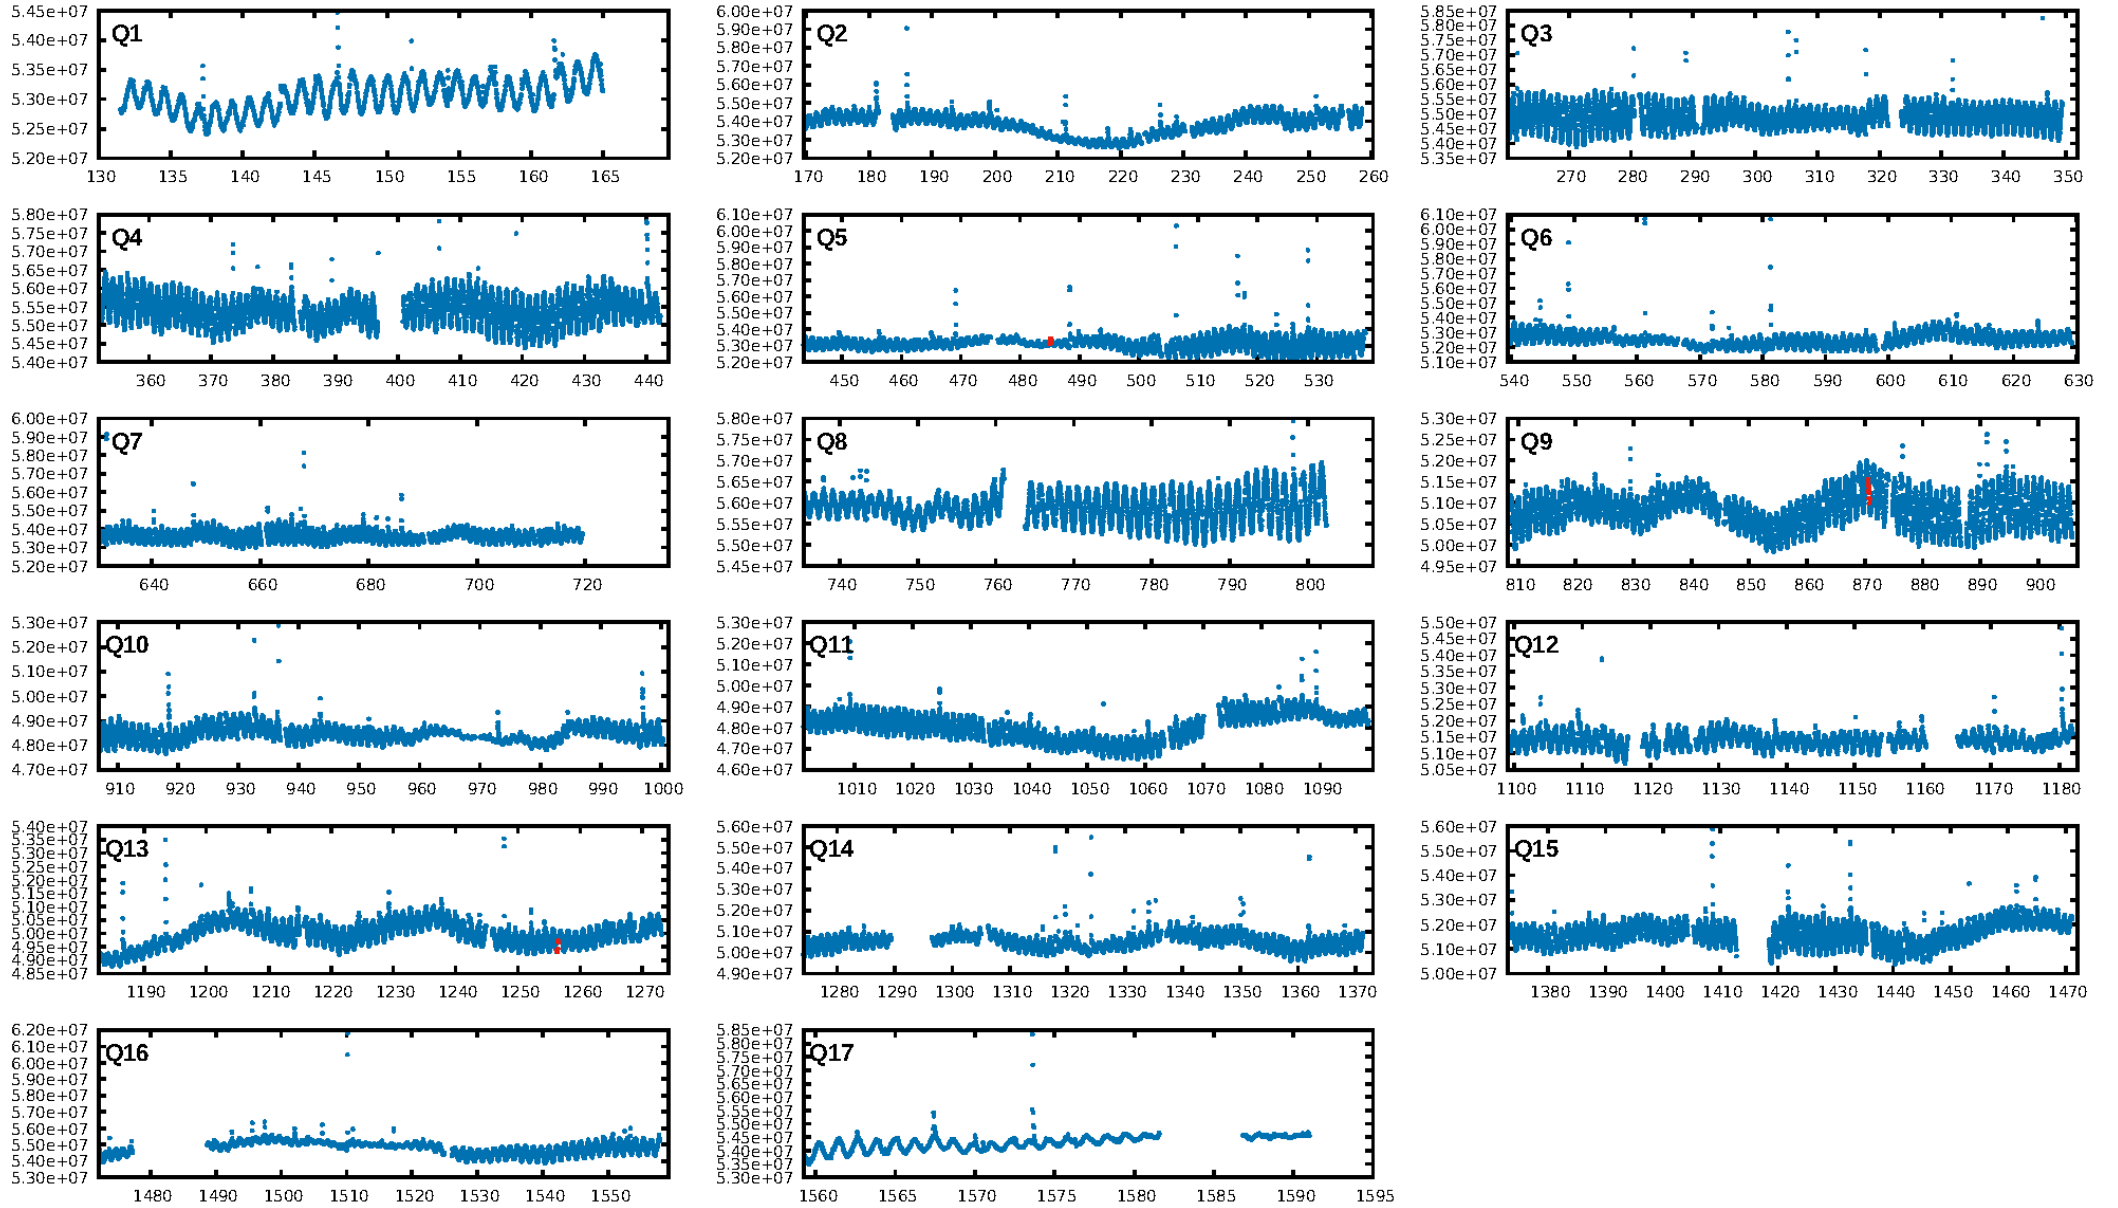 5.45e+07
5.40e+07
5.35e+07
5.30e+07
5.25e+07
5.20e+07
Q1
130 135 140 145 150 155 160 165
6.00e+07
5.90e+07
5.80e+07
5.70e+07
5.60e+07
5.50e+07
5.40e+07
5.30e+07
5.20e+07
Q2
170 180 190 200 210 220 230 240 250 260
5.85e+07
5.80e+07
5.75e+07
5.70e+07
5.65e+07
5.60e+07
5.55e+07
5.50e+07
5.45e+07
5.40e+07
5.35e+07
Q3
270 280 290 300 310 320 330 340 350
5.80e+07
5.75e+07
5.70e+07
5.65e+07
5.60e+07
5.55e+07
5.50e+07
5.45e+07
5.40e+07
Q4
360 370 380 390 400 410 420 430 440
6.10e+07
6.00e+07
5.90e+07
5.80e+07
5.70e+07
5.60e+07
5.50e+07
5.40e+07
5.30e+07
5.20e+07
Q5
450 460 470 480 490 500 510 520 530
6.10e+07
6.00e+07
5.90e+07
5.80e+07
5.70e+07
5.60e+07
5.50e+07
5.40e+07
5.30e+07
5.20e+07
5.10e+07
Q6
540 550 560 570 580 590 600 610 620 630
6.00e+07
5.90e+07
5.80e+07
5.70e+07
5.60e+07
5.50e+07
5.40e+07
5.30e+07
5.20e+07
Q7
640 660 680 700 720
5.80e+07
5.75e+07
5.70e+07
5.65e+07
5.60e+07
5.55e+07
5.50e+07
5.45e+07
Q8
740 750 760 770 780 790 800
5.30e+07
5.25e+07
5.20e+07
5.15e+07
5.10e+07
5.05e+07
5.00e+07
4.95e+07
Q9
810 820 830 840 850 860 870 880 890 900
5.30e+07
5.20e+07
5.10e+07
5.00e+07
4.90e+07
4.80e+07
4.70e+07
Q10
910 920 930 940 950 960 970 980 990 1000
5.30e+07
5.20e+07
5.10e+07
5.00e+07
4.90e+07
4.80e+07
4.70e+07
4.60e+07
Q11
1010 1020 1030 1040 1050 1060 1070 1080 1090
5.50e+07
5.45e+07
5.40e+07
5.35e+07
5.30e+07
5.25e+07
5.20e+07
5.15e+07
5.10e+07
5.05e+07
Q12
1100 1110 1120 1130 1140 1150 1160 1170 1180
5.40e+07
5.35e+07
5.30e+07
5.25e+07
5.20e+07
5.15e+07
5.10e+07
5.05e+07
5.00e+07
4.95e+07
4.90e+07
4.85e+07
Q13
1190 1200 1210 1220 1230 1240 1250 1260 1270
5.60e+07
5.50e+07
5.40e+07
5.30e+07
5.20e+07
5.10e+07
5.00e+07
4.90e+07
Q14
1280 1290 1300 1310 1320 1330 1340 1350 1360 1370
5.60e+07
5.50e+07
5.40e+07
5.30e+07
5.20e+07
5.10e+07
5.00e+07
Q15
1380 1390 1400 1410 1420 1430 1440 1450 1460 1470
6.20e+07
6.10e+07
6.00e+07
5.90e+07
5.80e+07
5.70e+07
5.60e+07
5.50e+07
5.40e+07
5.30e+07
Q16
1480 1490 1500 1510 1520 1530 1540 1550
5.85e+07
5.80e+07
5.75e+07
5.70e+07
5.65e+07
5.60e+07
5.55e+07
5.50e+07
5.45e+07
5.40e+07
5.35e+07
5.30e+07
Q17
1560 1565 1570 1575 1580 1585 1590 1595